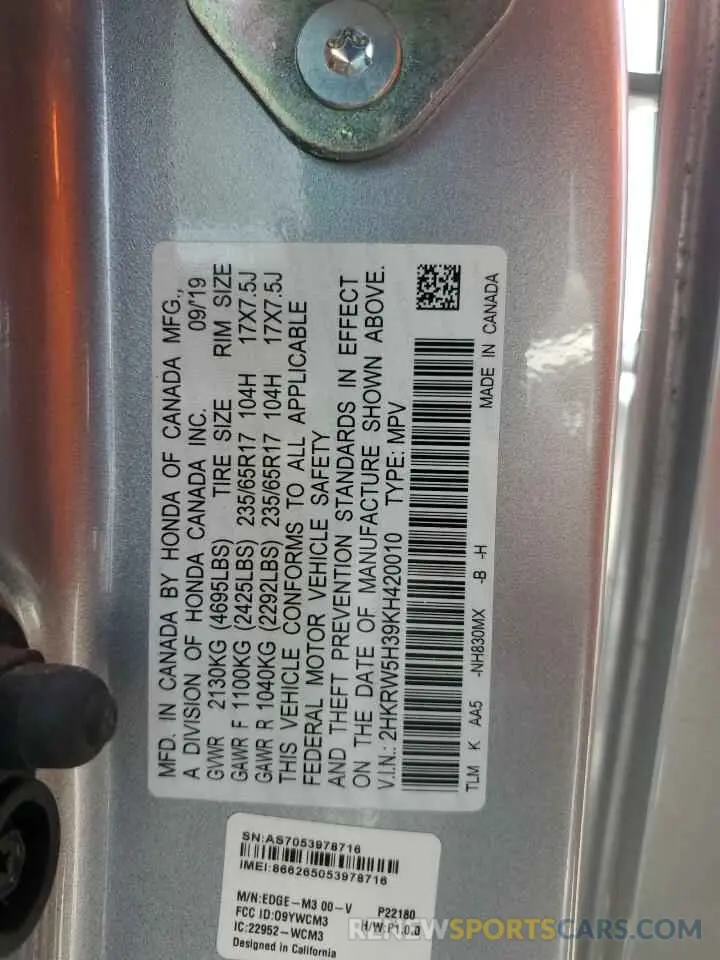 MFD. IN CANADA BY HONDA OF CANADA MFG.,
A DIVISION OF HONDA CANADA INC. 09/19
GVWR 2130KG (4695LBS) TIRE SIZE RIM SIZE
GAWR F 1100KG (2425LBS) 235/65R17 104H 17X7.5J
GAWR R 1040KG (2292LBS) 235/65R17 104H 17X7.5J
THIS VEHICLE CONFORMS TO ALL APPLICABLE
FEDERAL MOTOR VEHICLE SAFETY
AND THEFT PREVENTION STANDARDS IN EFFECT
ON THE DATE OF MANUFACTURE SHOWN ABOVE.
V.I.N.: 2HKRW5H39KH420010 TYPE: MPV
TLM K AA5 -NH830MX -B -H MADE IN CANADA
SN:AS7053978716
IMEI:866265053978716
M/N:EDGE-M3 00-V P22180
FCC ID:O9YWCM3 H/W:P1.0.0
IC:22952-WCM3
Designed in California
RENEWSPORTSCARS.COM